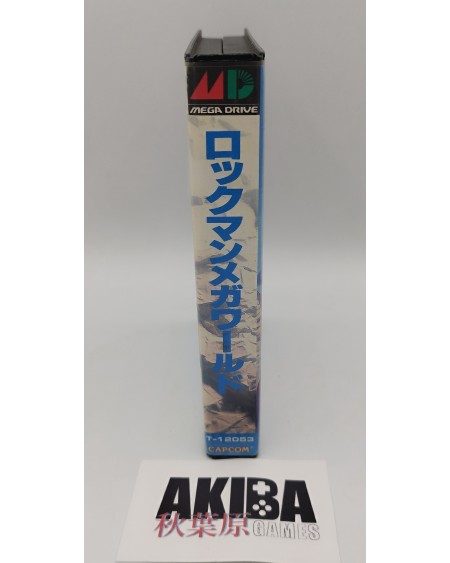 MD
MEGA DRIVE
ロックマンメガワールド
T-12053
CAPCOM
AKIBA
秋葉原
GAMES